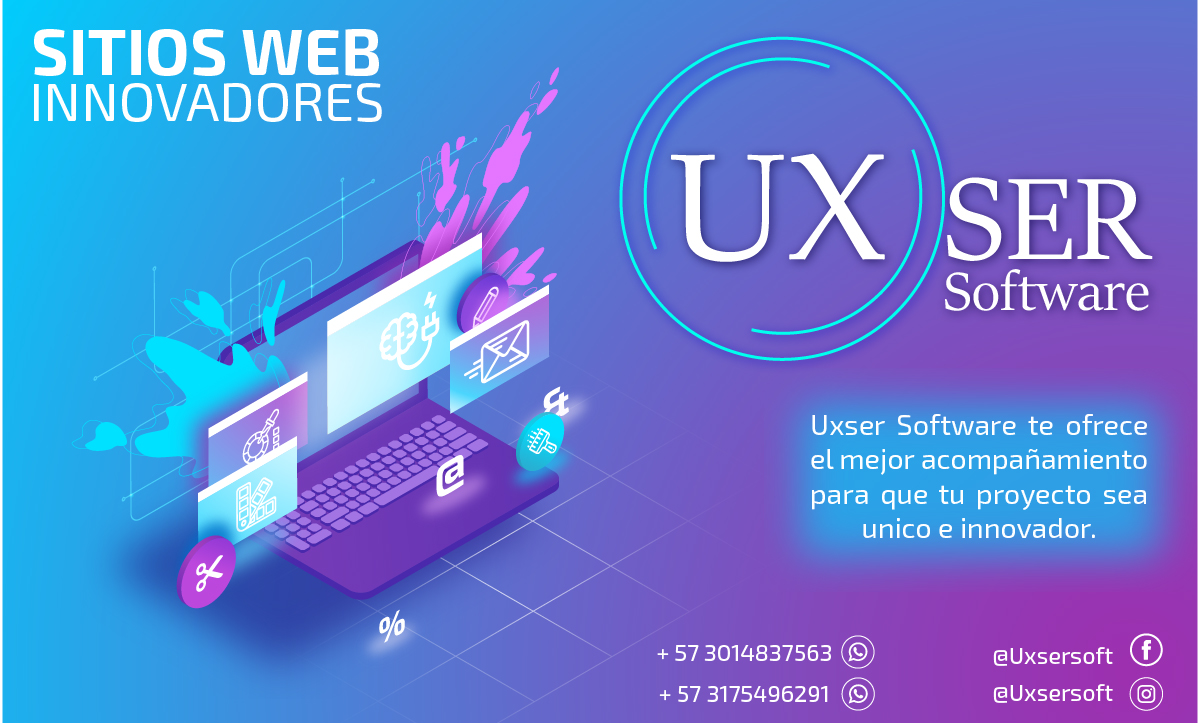 SITIOS WEB
INNOVADORES
UX SER
Software
Uxser Software te ofrece
el mejor acompañamiento
para que tu proyecto sea
unico e innovador.
@
%
+ 57 3014837563
+ 57 3175496291
@Uxsersoft
@Uxsersoft